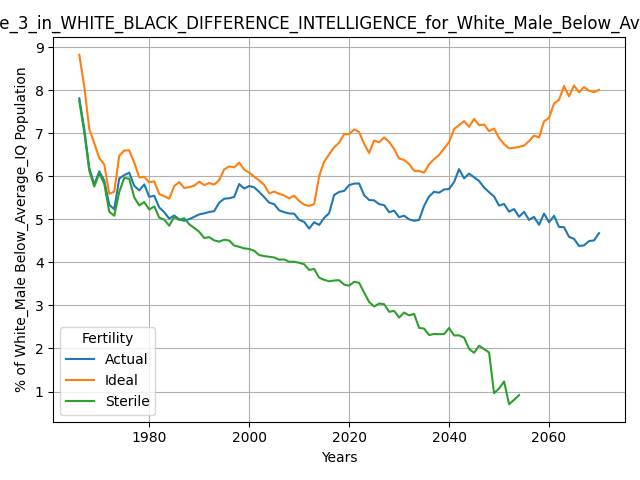 e_3_in_WHITE_BLACK_DIFFERENCE_INTELLIGENCE_for_White_Male_Below_Av
% of White_Male Below_Average_IQ Population
9
8
7
6
5
4
3
2
1
Fertility
Actual
Ideal
Sterile
1980
2000
2020
2040
2060
Years